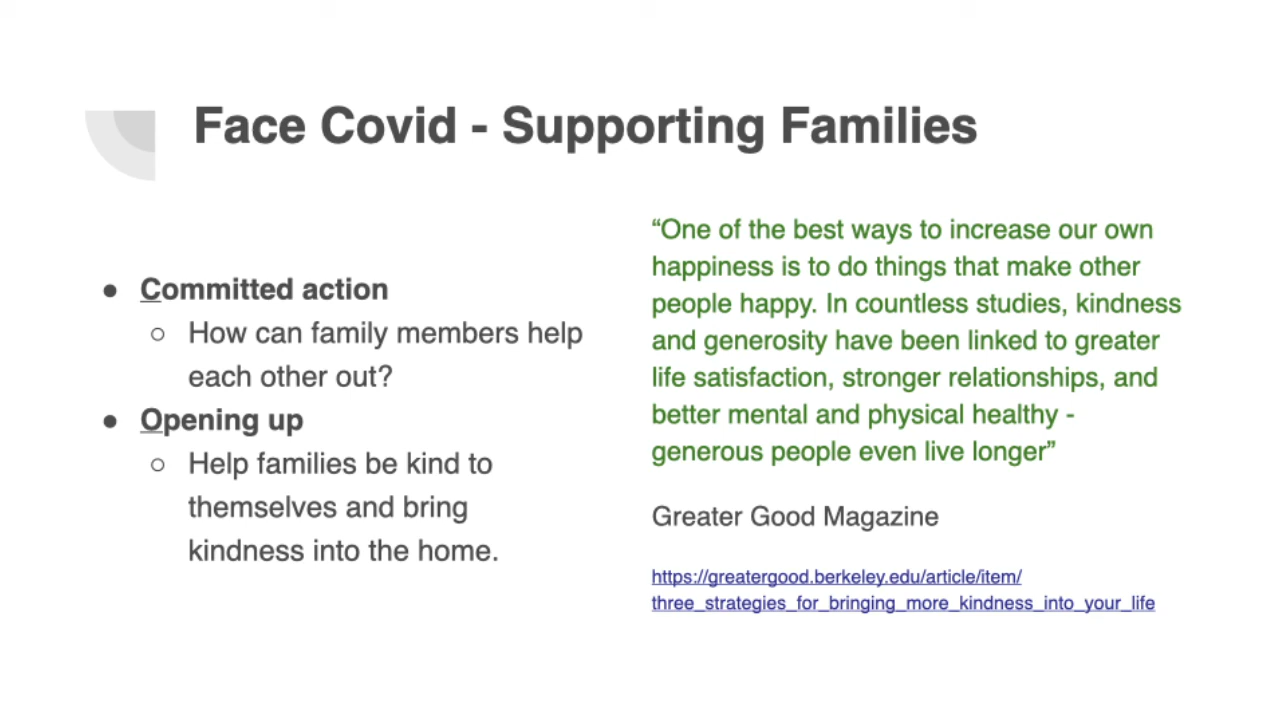 Face Covid - Supporting Families
● Committed action
○ How can family members help
each other out?
● Opening up
○ Help families be kind to
themselves and bring
kindness into the home.
“One of the best ways to increase our own
happiness is to do things that make other
people happy. In countless studies, kindness
and generosity have been linked to greater
life satisfaction, stronger relationships, and
better mental and physical healthy -
generous people even live longer”
Greater Good Magazine
https://greatergood.berkeley.edu/article/item/
three_strategies_for_bringing_more_kindness_into_your_life